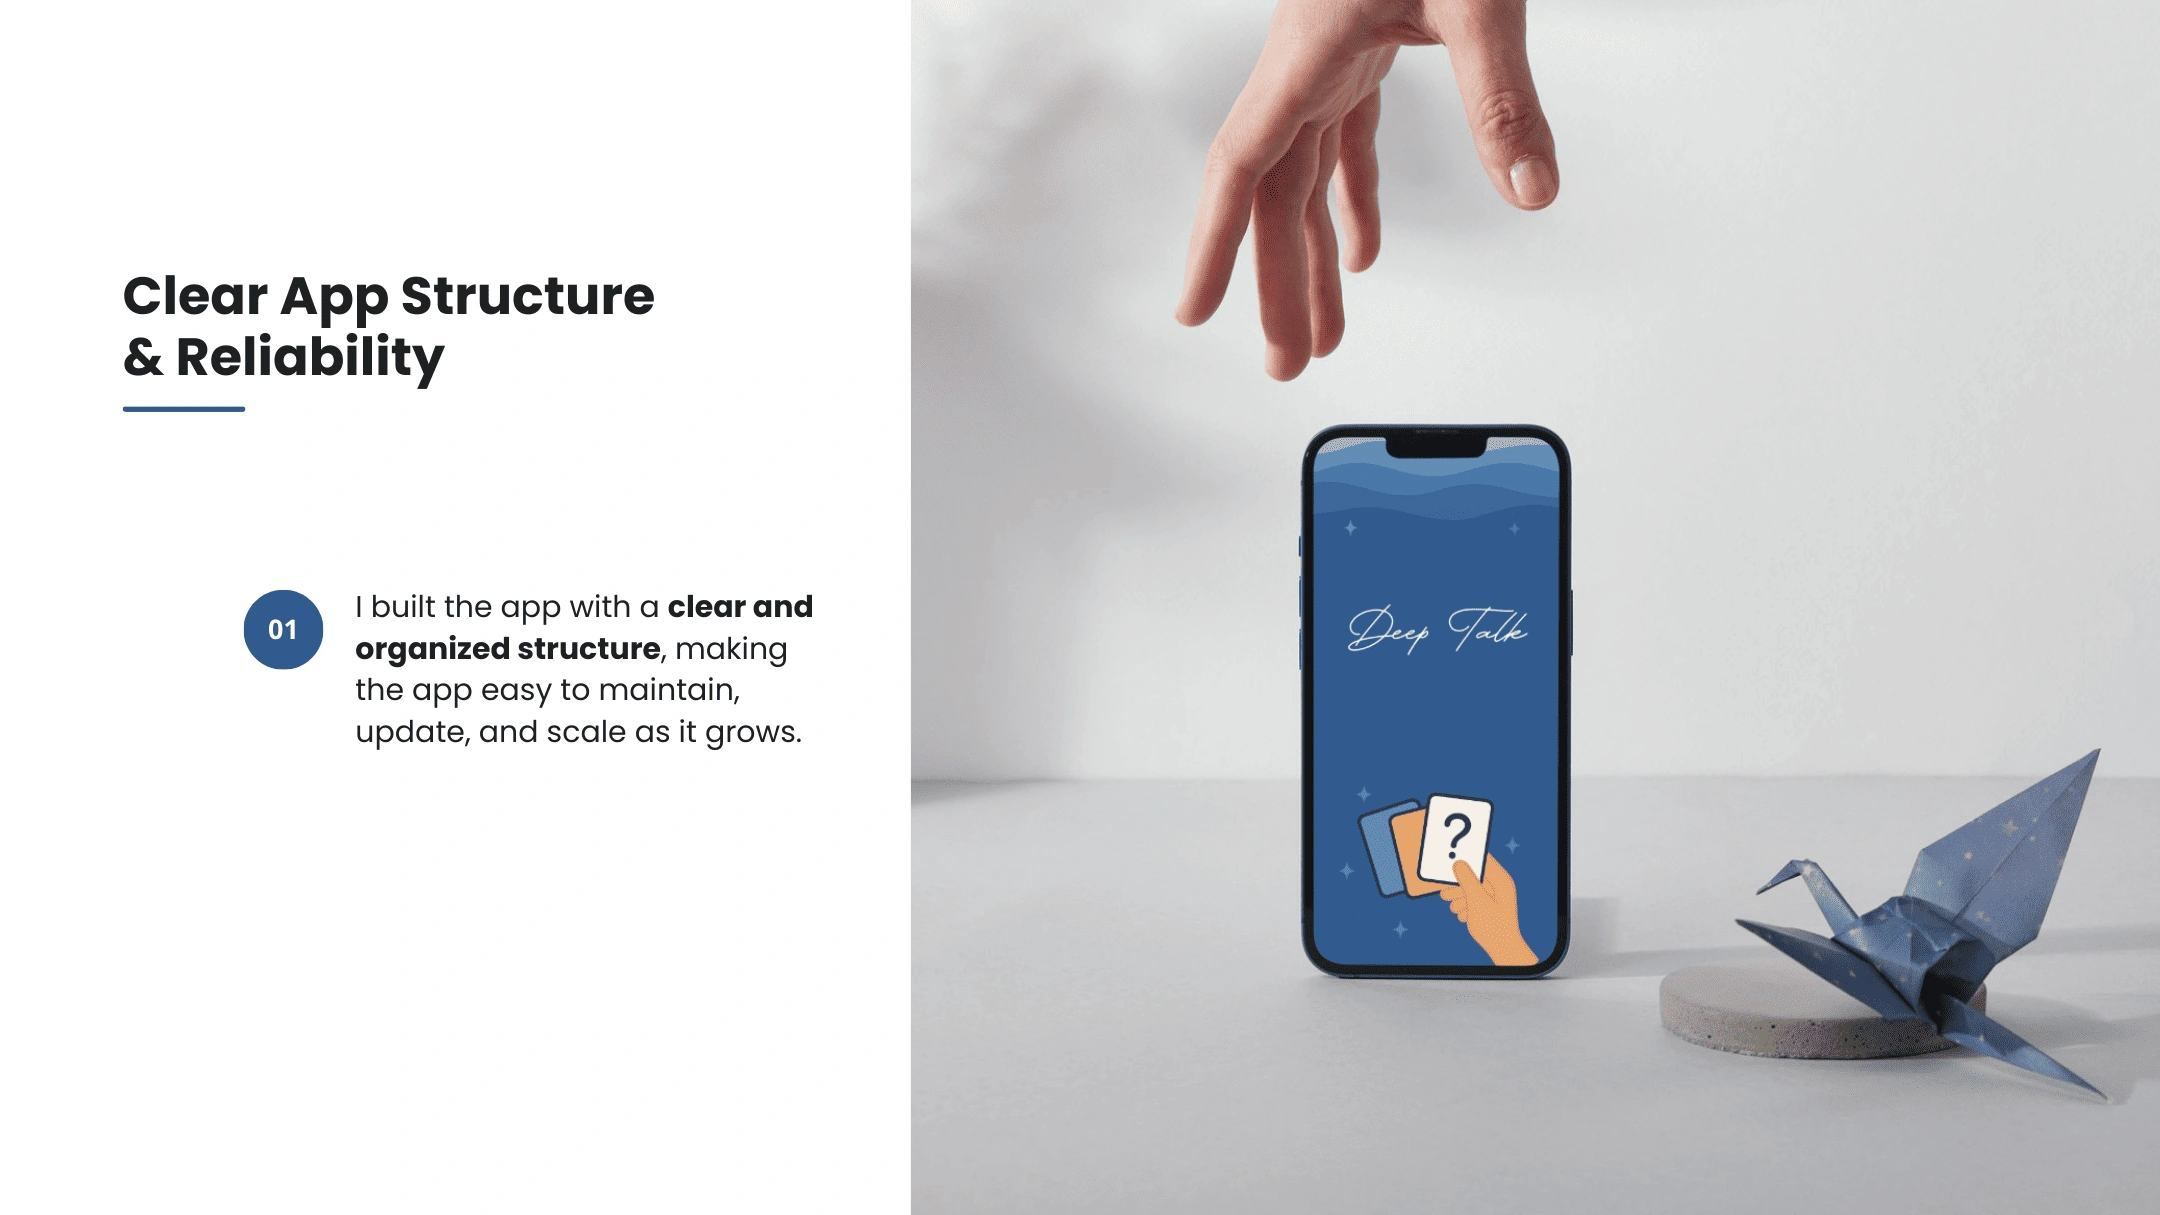 Clear App Structure
& Reliability
01
I built the app with a clear and
organized structure, making
the app easy to maintain,
update, and scale as it grows.
Deep Talk
?